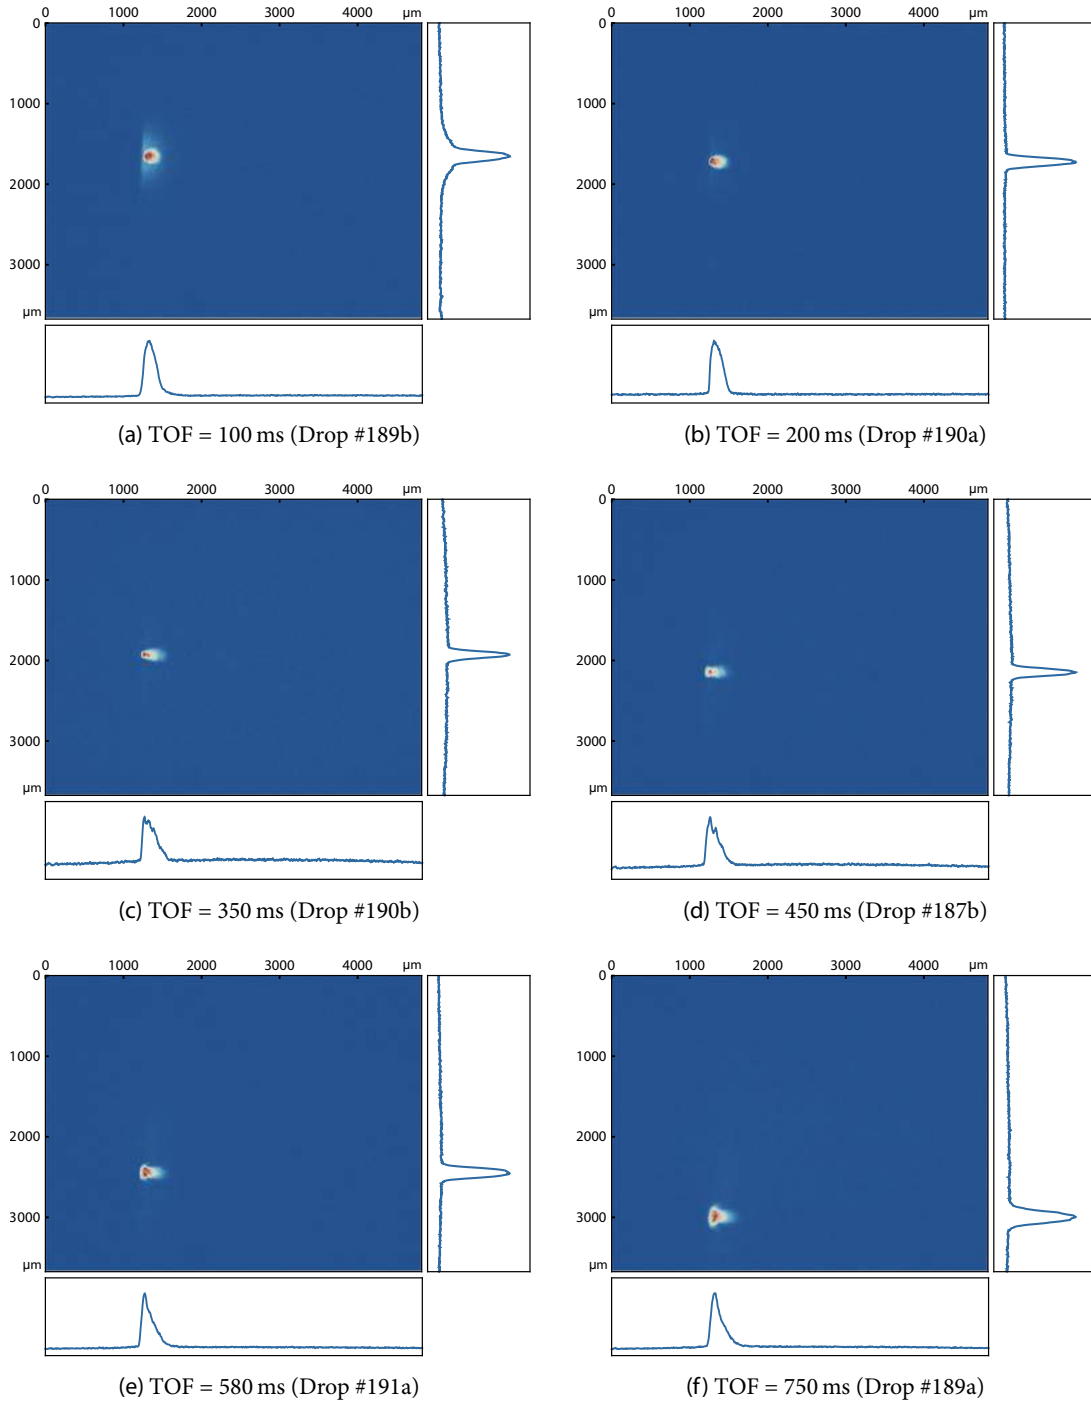 0 1000 2000 3000 4000 µm
0
1000
2000
3000
µm
(a) TOF = 100 ms (Drop #189b)
0 1000 2000 3000 4000 µm
0
1000
2000
3000
µm
(b) TOF = 200 ms (Drop #190a)
0 1000 2000 3000 4000 µm
0
1000
2000
3000
µm
(c) TOF = 350 ms (Drop #190b)
0 1000 2000 3000 4000 µm
0
1000
2000
3000
µm
(d) TOF = 450 ms (Drop #187b)
0 1000 2000 3000 4000 µm
0
1000
2000
3000
µm
(e) TOF = 580 ms (Drop #191a)
0 1000 2000 3000 4000 µm
0
1000
2000
3000
µm
(f) TOF = 750 ms (Drop #189a)